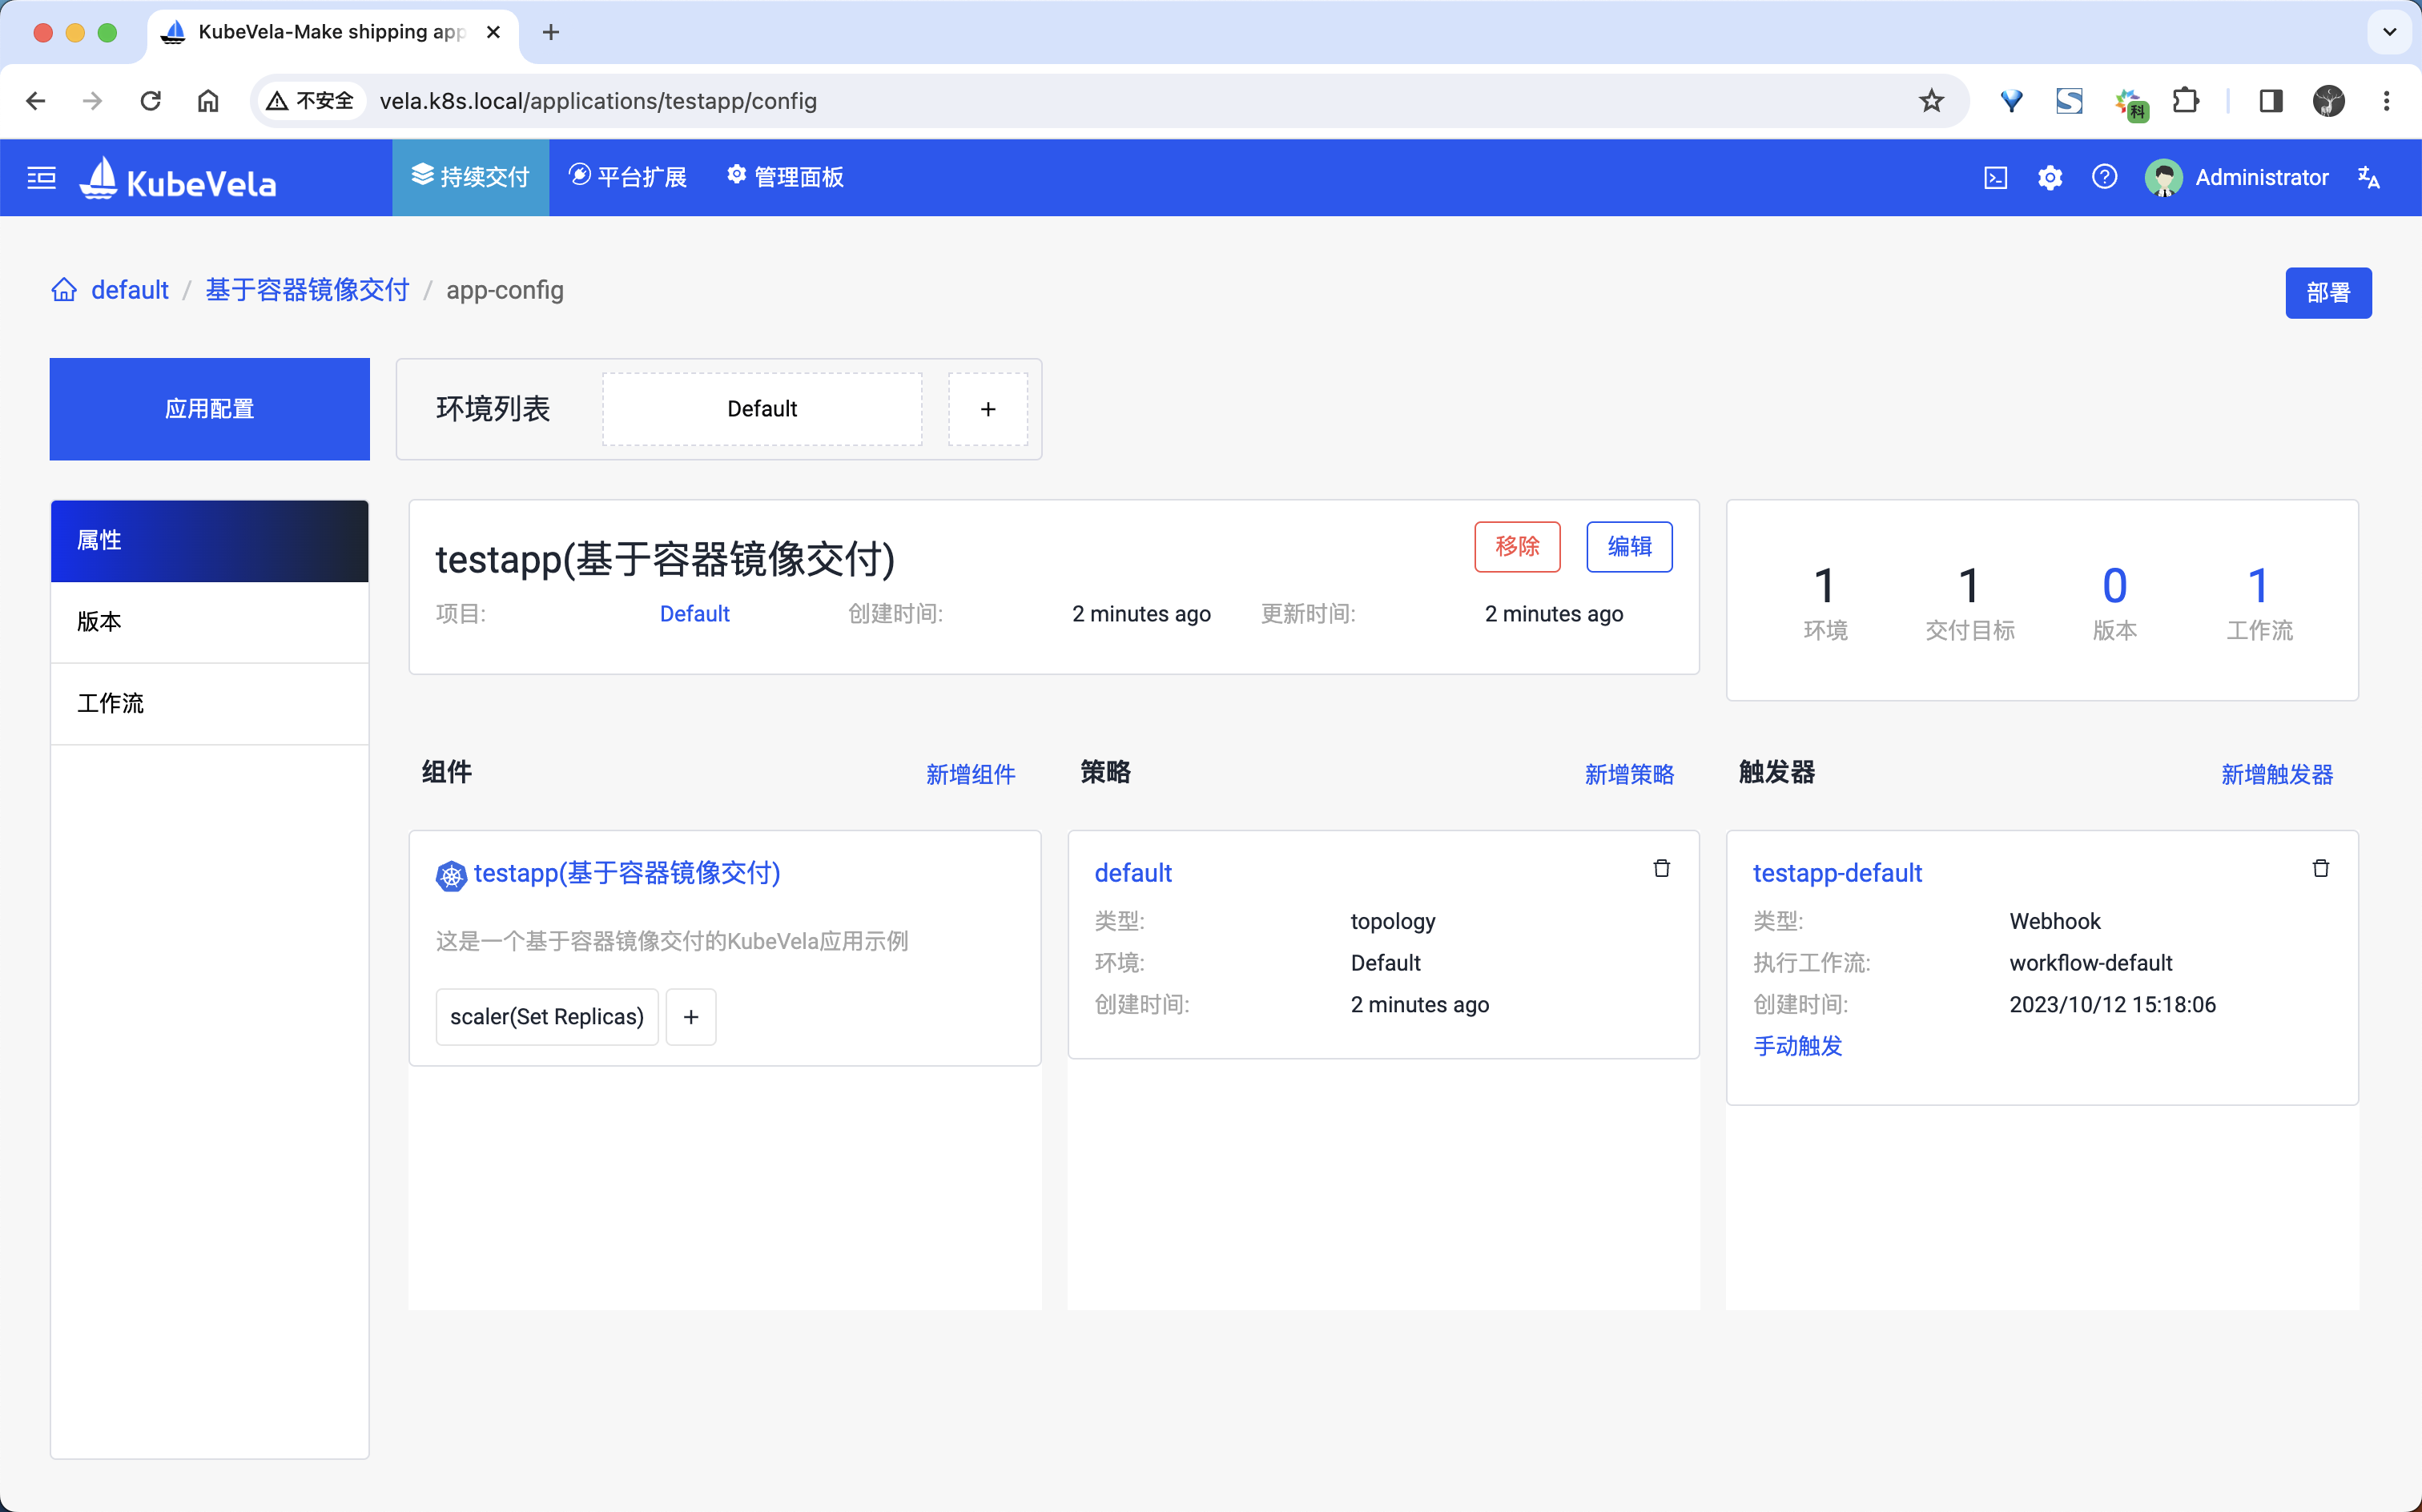 KubeVela-Make shipping app
不安全
vela.k8s.local/applications/testapp/config
科
KubeVela
持续交付
平台扩展
管理面板
Administrator
default / 基于容器镜像交付 / app-config
部署
应用配置
环境列表
Default
+
属性
版本
工作流
testapp(基于容器镜像交付)
移除
编辑
项目: Default 创建时间: 2 minutes ago 更新时间: 2 minutes ago
1 1 0 1
环境 交付目标 版本 工作流
组件
新增组件
testapp(基于容器镜像交付)
这是一个基于容器镜像交付的KubeVela应用示例
scaler(Set Replicas)
+
策略
新增策略
default
类型: topology
环境: Default
创建时间: 2 minutes ago
触发器
新增触发器
testapp-default
类型: Webhook
执行工作流: workflow-default
创建时间: 2023/10/12 15:18:06
手动触发